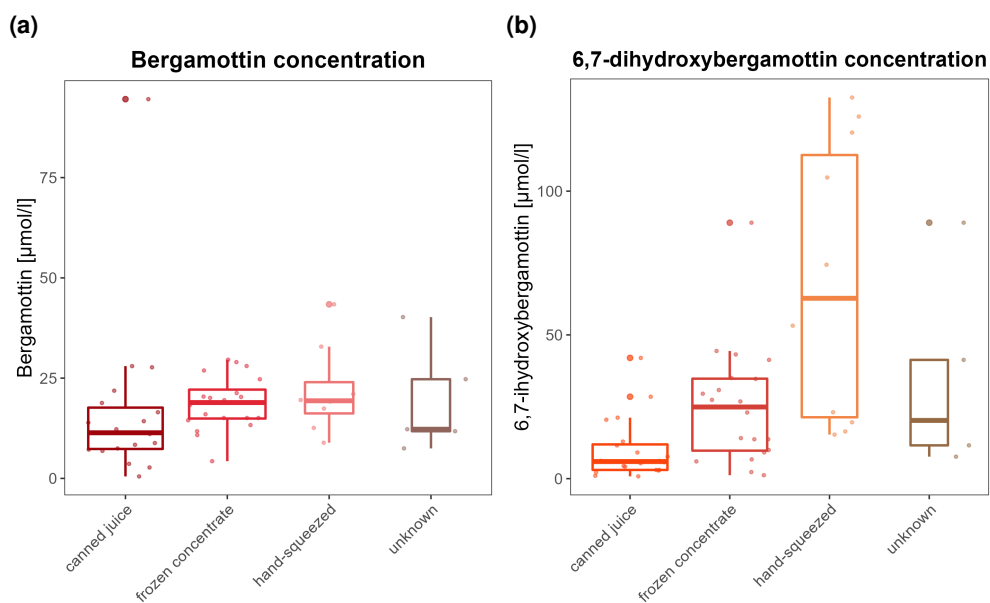 (a)
Bergamottin concentration
Bergamottin [µmol/l]
75
50
25
0
canned juice
frozen concentrate
hand-squeezed
unknown
(b)
6,7-dihydroxybergamottin concentration
6,7-ihydroxybergamottin [µmol/l]
100
50
0
canned juice
frozen concentrate
hand-squeezed
unknown